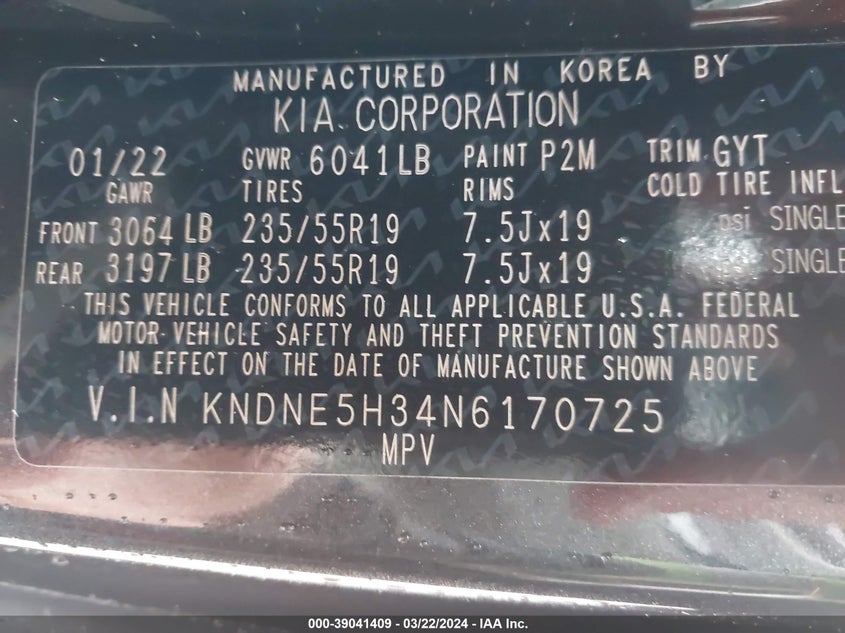 MANUFACTURED IN KOREA BY
KIA CORPORATION
01/22 GVWR 6041LB PAINT P2M TRIM GYT
GAWR TIRES RIMS COLD TIRE INFL
FRONT 3064 LB 235/55R19 7.5Jx19 psi SINGLE
REAR 3197 LB 235/55R19 7.5Jx19 SINGLE
THIS VEHICLE CONFORMS TO ALL APPLICABLE U.S.A. FEDERAL
MOTOR VEHICLE SAFETY AND THEFT PREVENTION STANDARDS
IN EFFECT ON THE DATE OF MANUFACTURE SHOWN ABOVE
V.I.N KNDNE5H34N6170725
MPV
000-39041409 - 03/22/2024 - IAA Inc.